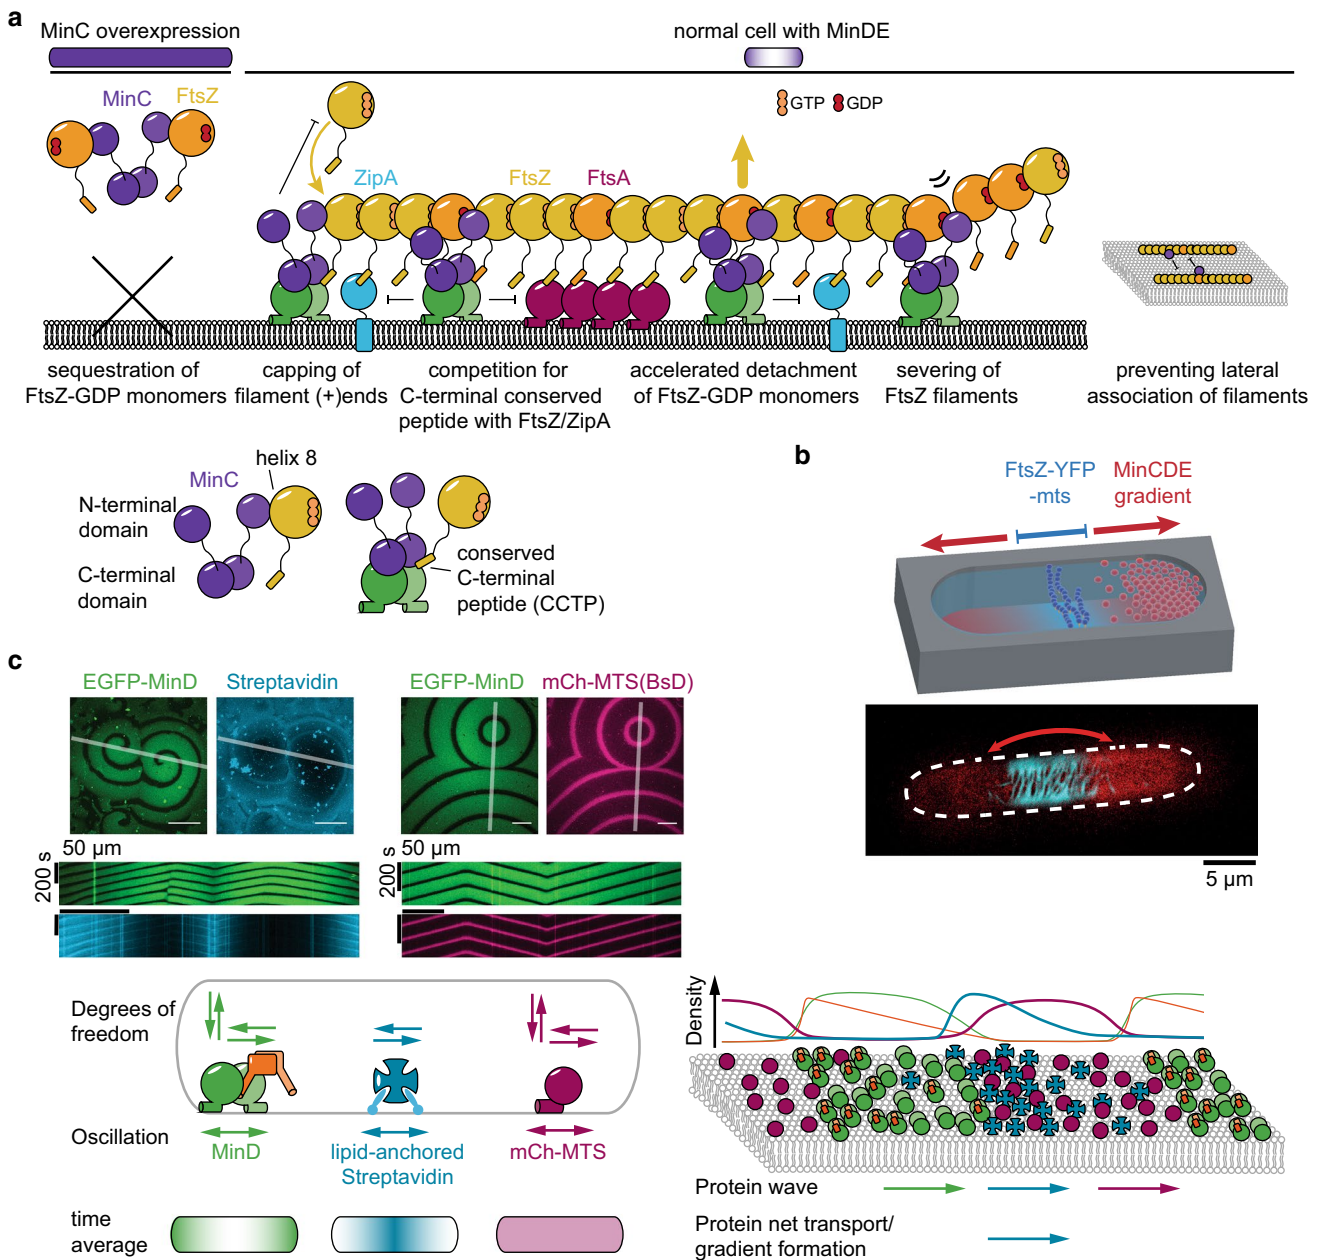 a
MinC overexpression
normal cell with MinDE
MinC
FtsZ
GTP
GDP
ZipA
FtsZ
FtsA
sequestration of
FtsZ-GDP monomers
capping of
filament (+)ends
competition for
C-terminal conserved
peptide with FtsZ/ZipA
accelerated detachment
of FtsZ-GDP monomers
severing of
FtsZ filaments
preventing lateral
association of filaments
helix 8
MinC
N-terminal
domain
C-terminal
domain
conserved
C-terminal
peptide (CCTP)
b
FtsZ-YFP
-mts
MinCDE
gradient
5 µm
c
EGFP-MinD
Streptavidin
EGFP-MinD
mCh-MTS(BsD)
50 µm
200 s
50 µm
200 s
Degrees of
freedom
Oscillation
MinD
lipid-anchored
Streptavidin
mCh-MTS
time
average
Density
Protein wave
Protein net transport/
gradient formation